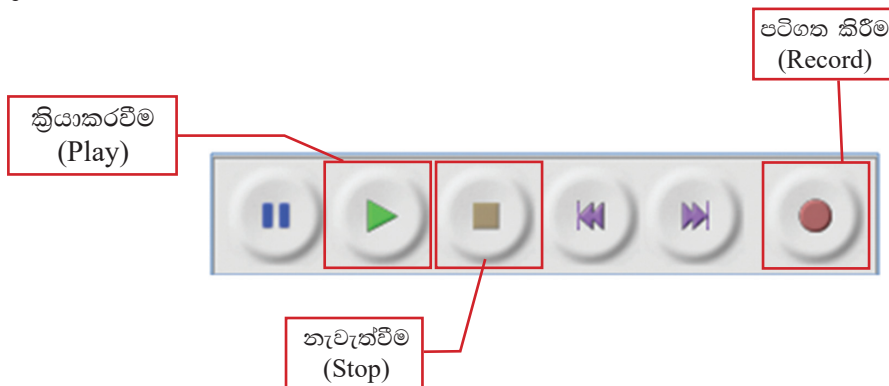 පටිගත කිරීම
(Record)
ක්‍රියාකරවීම
(Play)
නැවැත්වීම
(Stop)